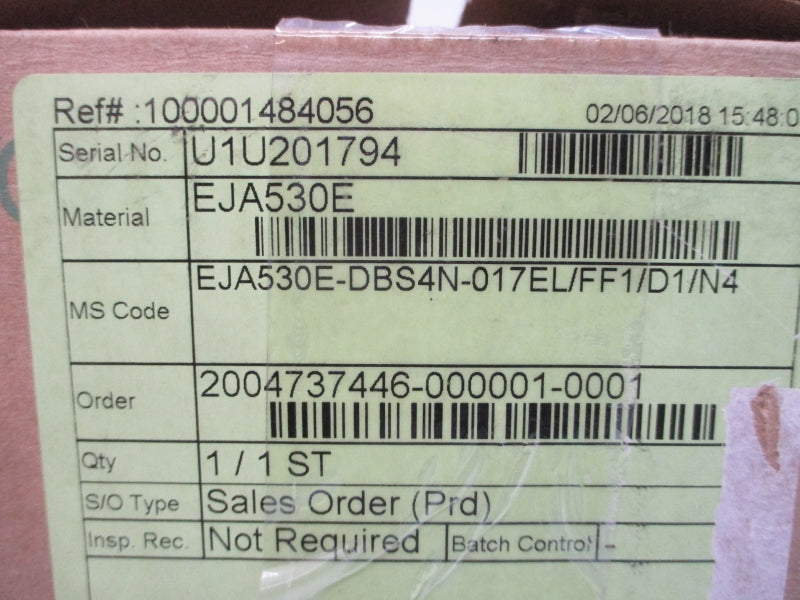 Ref# :100001484056 02/06/2018 15:48:0
Serial No. U1U201794
Material EJA530E
MS Code EJA530E-DBS4N-017EL/FF1/D1/N4
Order 2004737446-000001-0001
Qty 1 / 1 ST
S/O Type Sales Order (Prd)
Insp. Rec. Not Required Batch Control -